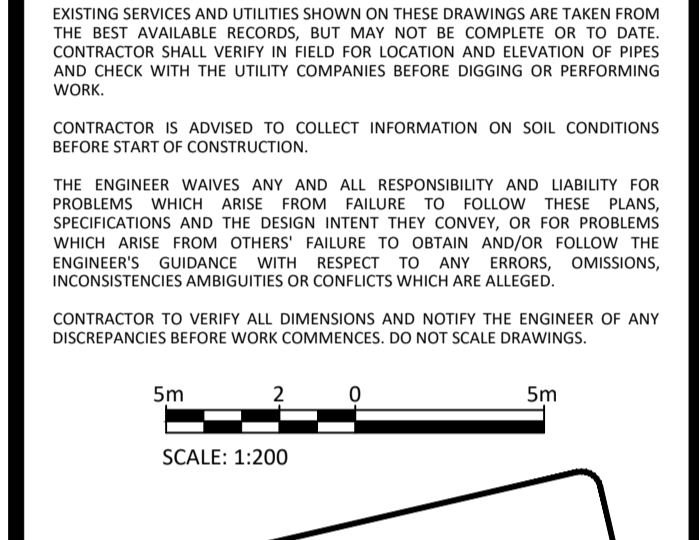 EXISTING SERVICES AND UTILITIES SHOWN ON THESE DRAWINGS ARE TAKEN FROM
THE BEST AVAILABLE RECORDS, BUT MAY NOT BE COMPLETE OR TO DATE.
CONTRACTOR SHALL VERIFY IN FIELD FOR LOCATION AND ELEVATION OF PIPES
AND CHECK WITH THE UTILITY COMPANIES BEFORE DIGGING OR PERFORMING
WORK.
CONTRACTOR IS ADVISED TO COLLECT INFORMATION ON SOIL CONDITIONS
BEFORE START OF CONSTRUCTION.
THE ENGINEER WAIVES ANY AND ALL RESPONSIBILITY AND LIABILITY FOR
PROBLEMS WHICH ARISE FROM FAILURE TO FOLLOW THESE PLANS,
SPECIFICATIONS AND THE DESIGN INTENT THEY CONVEY, OR FOR PROBLEMS
WHICH ARISE FROM OTHERS' FAILURE TO OBTAIN AND/OR FOLLOW THE
ENGINEER'S GUIDANCE WITH RESPECT TO ANY ERRORS, OMISSIONS,
INCONSISTENCIES AMBIGUITIES OR CONFLICTS WHICH ARE ALLEGED.
CONTRACTOR TO VERIFY ALL DIMENSIONS AND NOTIFY THE ENGINEER OF ANY
DISCREPANCIES BEFORE WORK COMMENCES. DO NOT SCALE DRAWINGS.
5m 2 0 5m
SCALE: 1:200